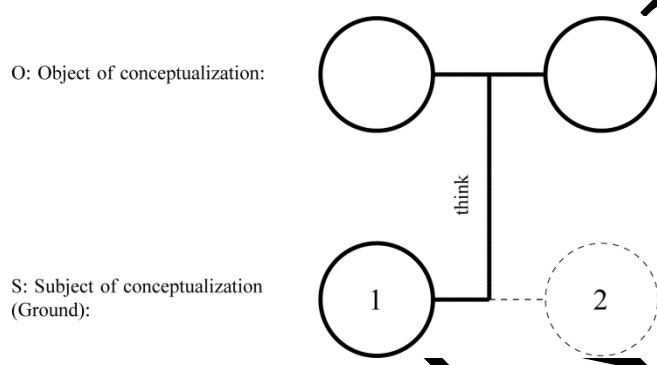 O: Object of conceptualization:
think
S: Subject of conceptualization
(Ground):
1
2